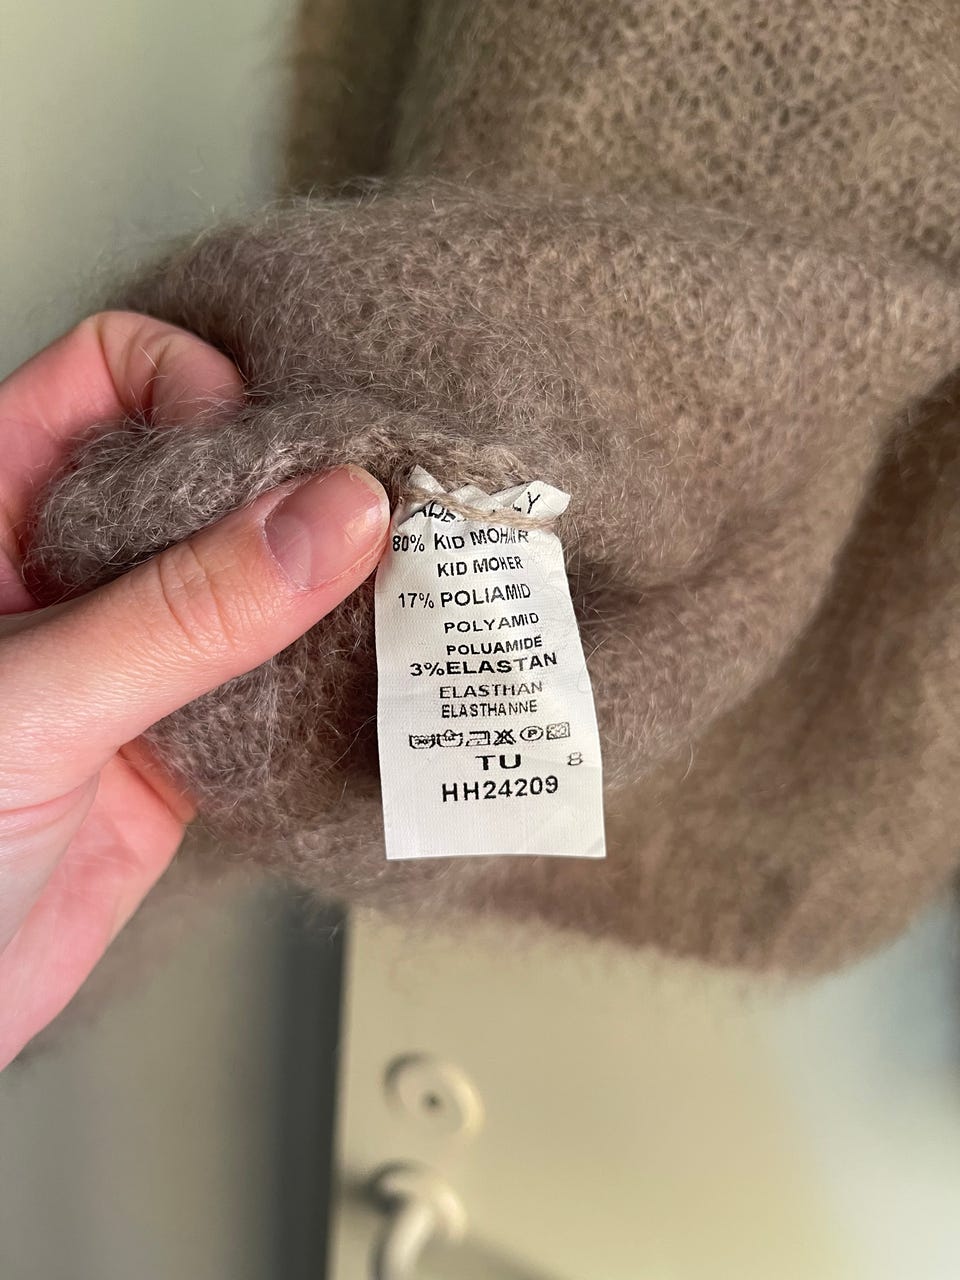 80% KID MOHAIR
KID MOHER
17% POLIAMID
POLYAMID
POLUAMIDE
3%ELASTAN
ELASTHAN
ELASTHANNE
P
TU 8
HH24209